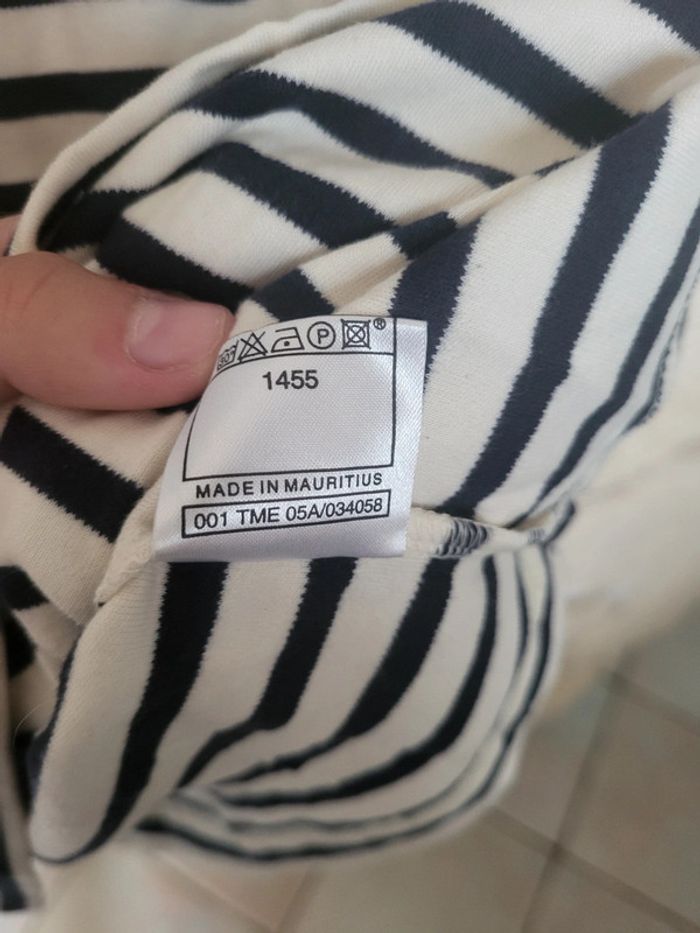 P ®
1455
MADE IN MAURITIUS
001 TME 05A/034058